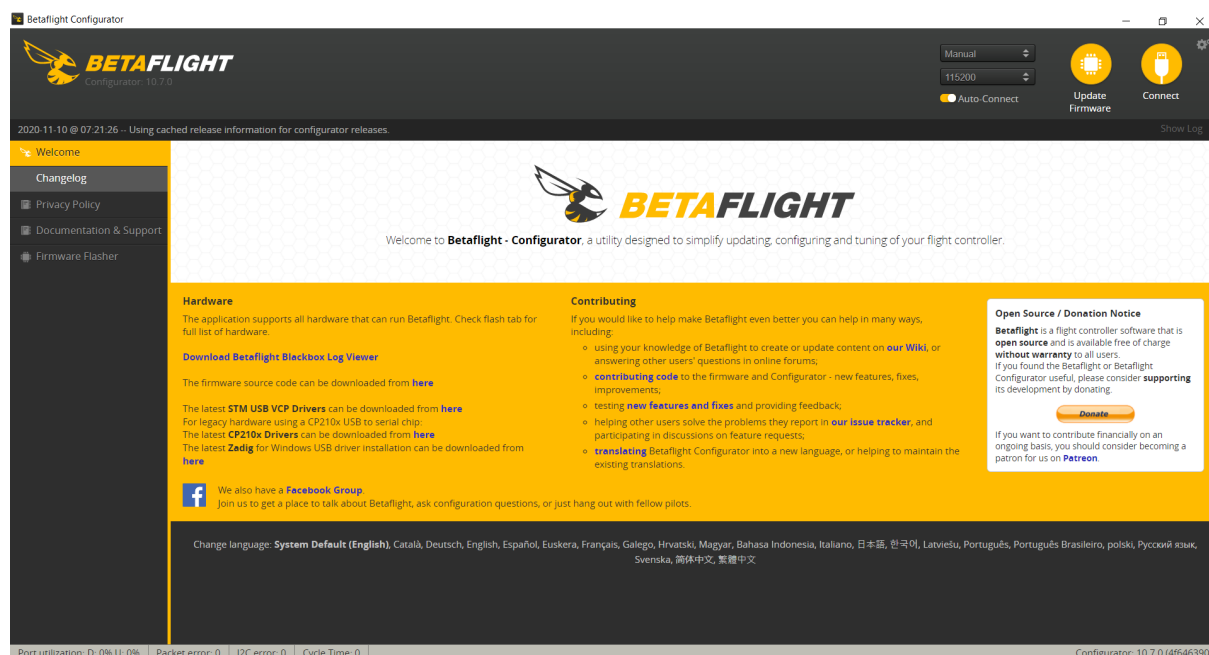 Betaflight Configurator
BETAFLIGHT
Configurator: 10.7.0
Manual
115200
Auto-Connect
Update
Firmware
Connect
2020-11-10 @ 07:21:26 -- Using cached release information for configurator releases.
Show Log
Welcome
Changelog
Privacy Policy
Documentation & Support
Firmware Flasher
BETAFLIGHT
Welcome to Betaflight - Configurator, a utility designed to simplify updating, configuring and tuning of your flight controller.
Hardware
The application supports all hardware that can run Betaflight. Check flash tab for
full list of hardware.
Download Betaflight Blackbox Log Viewer
The firmware source code can be downloaded from here
The latest STM USB VCP Drivers can be downloaded from here
For legacy hardware using a CP210x USB to serial chip:
The latest CP210x Drivers can be downloaded from here
The latest Zadig for Windows USB driver installation can be downloaded from
here
Contributing
If you would like to help make Betaflight even better you can help in many ways,
including:
using your knowledge of Betaflight to create or update content on our Wiki, or
answering other users' questions in online forums;
contributing code to the firmware and Configurator - new features, fixes,
improvements;
testing new features and fixes and providing feedback;
helping other users solve the problems they report in our issue tracker, and
participating in discussions on feature requests;
translating Betaflight Configurator into a new language, or helping to maintain the
existing translations.
Open Source / Donation Notice
Betaflight is a flight controller software that is
open source and is available free of charge
without warranty to all users.
If you found the Betaflight or Betaflight
Configurator useful, please consider supporting
its development by donating.
Donate
If you want to contribute financially on an
ongoing basis, you should consider becoming a
patron for us on Patreon.
We also have a Facebook Group.
Join us to get a place to talk about Betaflight, ask configuration questions, or just hang out with fellow pilots.
Change language: System Default (English), Català, Deutsch, English, Español, Euskera, Français, Galego, Hrvatski, Magyar, Bahasa Indonesia, Italiano, 日本語, 한국어, Latviešu, Português, Português Brasileiro, polski, Русский язык,
Svenska, 简体中文, 繁體中文
Port utilization: D: 0% U: 0%
Packet error: 0
I2C error: 0
Cycle Time: 0
Configurator: 10.7.0 (4f646390